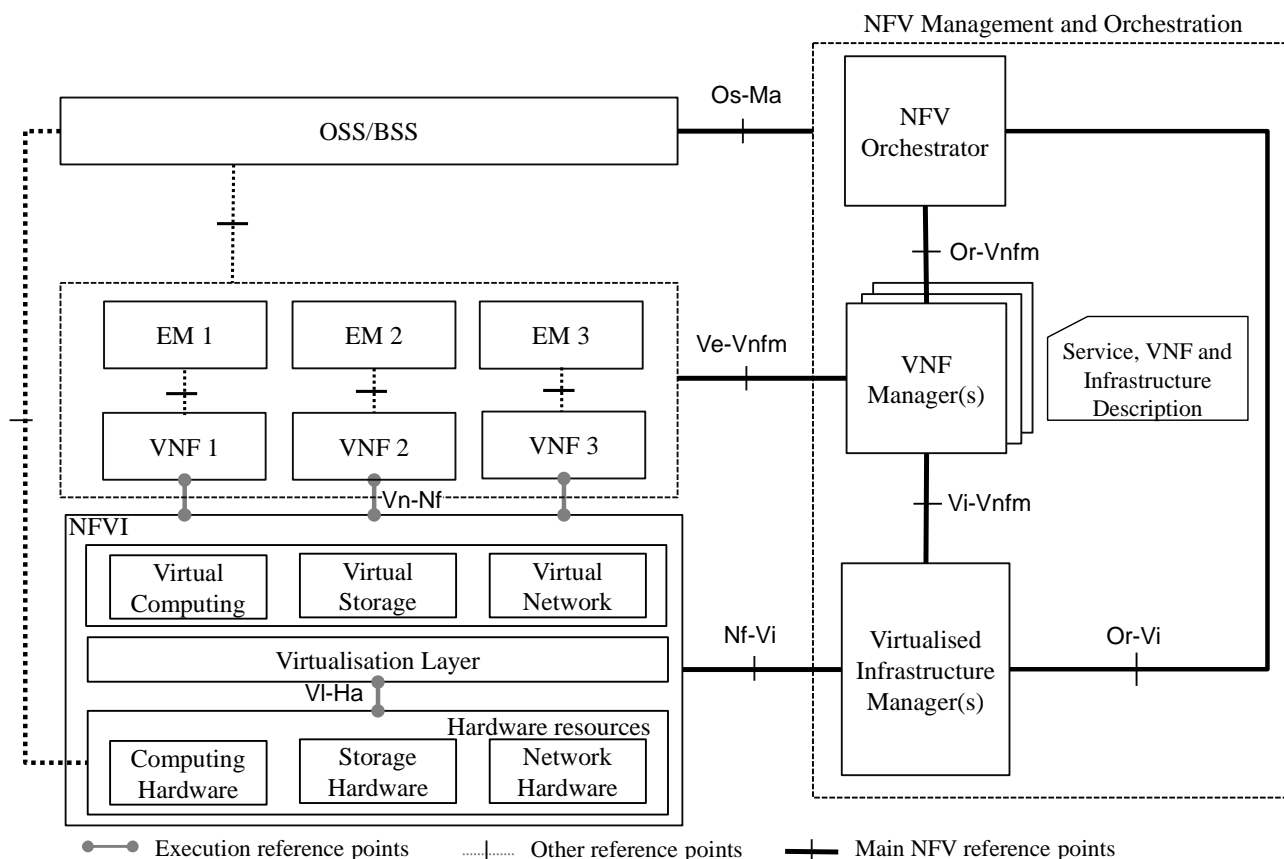 NFV Management and Orchestration
Os-Ma
OSS/BSS
NFV
Orchestrator
Or-Vnfm
EM 1
EM 2
EM 3
Ve-Vnfm
VNF
Manager(s)
Service, VNF and
Infrastructure
Description
VNF 1
VNF 2
VNF 3
Vn-Nf
Vi-Vnfm
NFVI
Virtual
Computing
Virtual
Storage
Virtual
Network
Nf-Vi
Virtualised
Infrastructure
Manager(s)
Or-Vi
Virtualisation Layer
Vl-Ha
Hardware resources
Computing
Hardware
Storage
Hardware
Network
Hardware
Execution reference points
Other reference points
Main NFV reference points